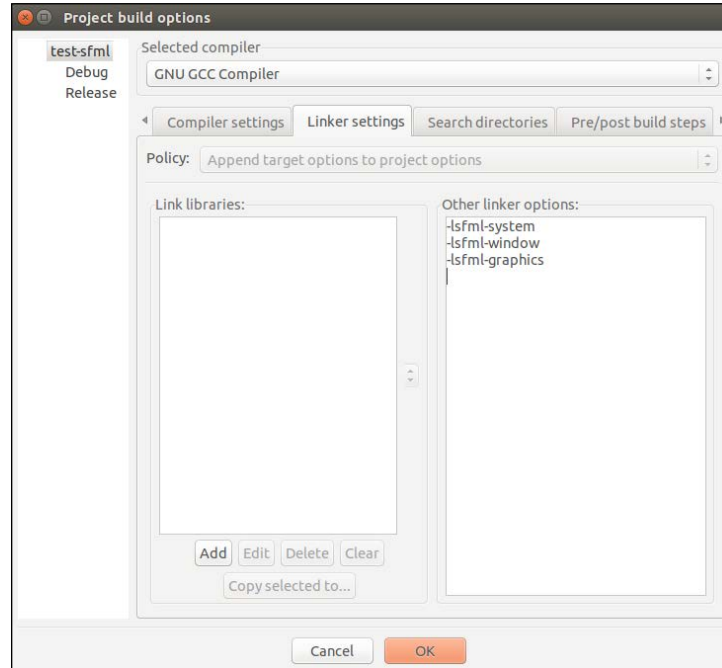 Project build options
test-sfml
Debug
Release
Selected compiler
GNU GCC Compiler
Compiler settings
Linker settings
Search directories
Pre/post build steps
Policy:
Append target options to project options
Link libraries:
Other linker options:
-lsfml-system
-lsfml-window
-lsfml-graphics
Add
Edit
Delete
Clear
Copy selected to...
Cancel
OK